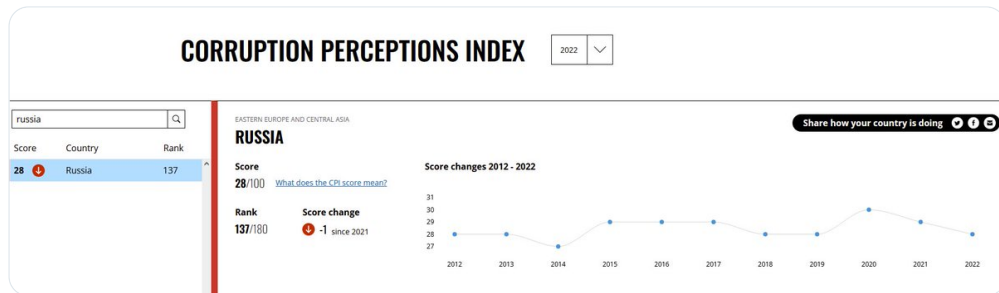 CORRUPTION PERCEPTIONS INDEX
2022
russia
Score Country Rank
28 Russia 137
EASTERN EUROPE AND CENTRAL ASIA
RUSSIA
Share how your country is doing
Score
28/100 What does the CPI score mean?
Rank Score change
137/180 -1 since 2021
Score changes 2012 - 2022
31
30
29
28
27
2012 2013 2014 2015 2016 2017 2018 2019 2020 2021 2022